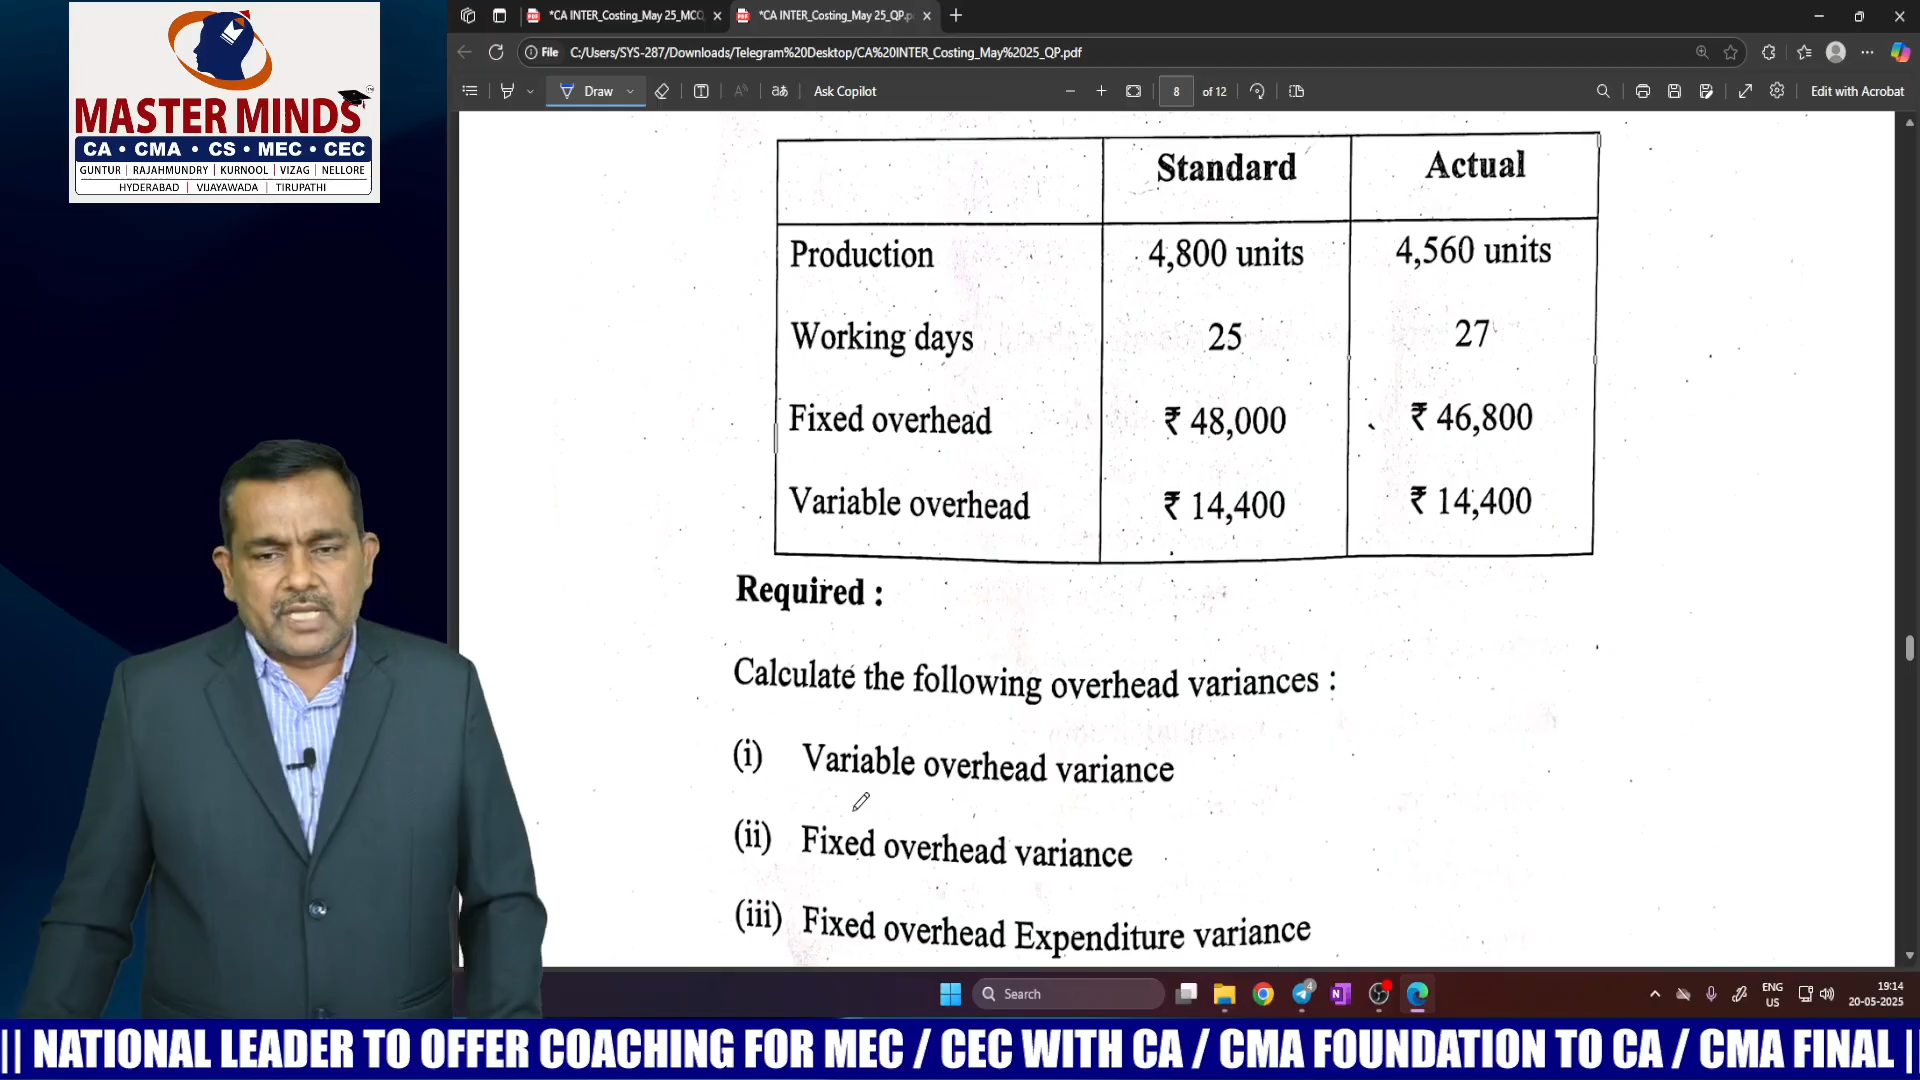 MASTER MINDS
CA • CMA • CS • MEC • CEC
GUNTUR | RAJAHMUNDRY | KURNOOL | VIZAG | NELLORE
HYDERABAD | VIJAYAWADA | TIRUPATHI
*CA INTER_Costing_May 25_MCQ
*CA INTER_Costing_May 25_QP.p
File C:/Users/SYS-287/Downloads/Telegram%20Desktop/CA%20INTER_Costing_May%2025_QP.pdf
Draw
Ask Copilot
8 of 12
Edit with Acrobat
Standard Actual
Production 4,800 units 4,560 units
Working days 25 27
Fixed overhead ₹ 48,000 ₹ 46,800
Variable overhead ₹ 14,400 ₹ 14,400
Required :
Calculate the following overhead variances :
(i) Variable overhead variance
(ii) Fixed overhead variance
(iii) Fixed overhead Expenditure variance
Search
4
ENG
US
19:14
20-05-2025
|| NATIONAL LEADER TO OFFER COACHING FOR MEC / CEC WITH CA / CMA FOUNDATION TO CA / CMA FINAL ||